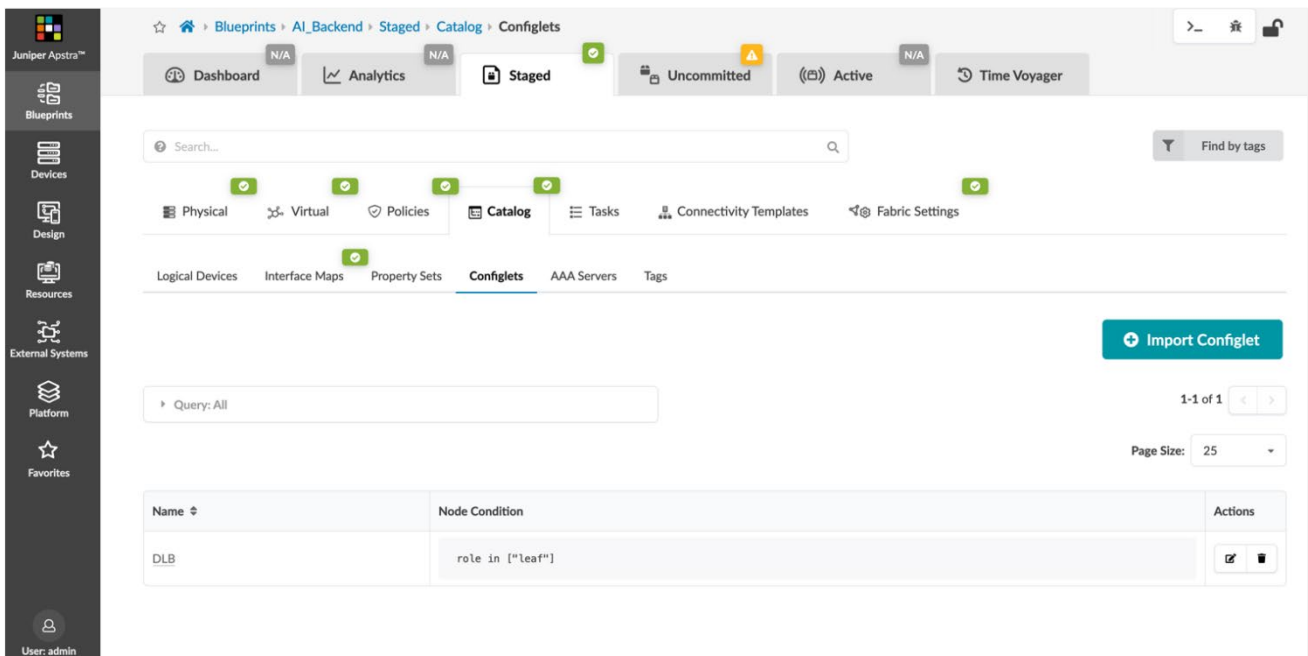 Juniper Apstra™
Blueprints
Devices
Design
Resources
External Systems
Platform
Favorites
User: admin
Blueprints › AI_Backend › Staged › Catalog › Configlets
>_
Dashboard N/A
Analytics N/A
Staged
Uncommitted
Active N/A
Time Voyager
Search...
Find by tags
Physical
Virtual
Policies
Catalog
Tasks
Connectivity Templates
Fabric Settings
Logical Devices
Interface Maps
Property Sets
Configlets
AAA Servers
Tags
Import Configlet
Query: All
1-1 of 1
Page Size: 25
Name Node Condition Actions
DLB role in ["leaf"]